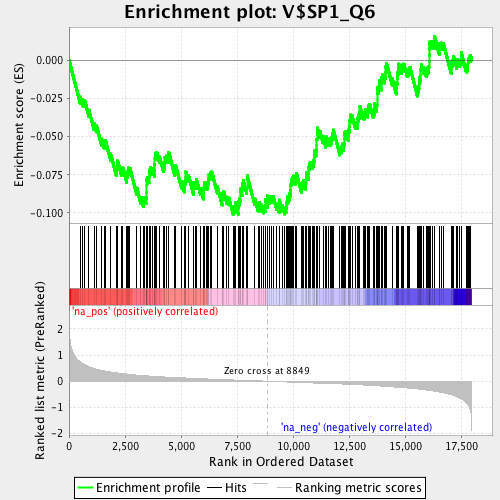 Enrichment plot: V$SP1_Q6
Enrichment score (ES)
0.000
-0.025
-0.050
-0.075
-0.100
'na_pos' (positively correlated)
Ranked list metric (PreRanked)
2
1
0
-1
-2
Zero cross at 8849
'na_neg' (negatively correlated)
0
2,500
5,000
7,500
10,000
12,500
15,000
17,500
Rank in Ordered Dataset
Enrichment profile
Hits
Ranking metric scores